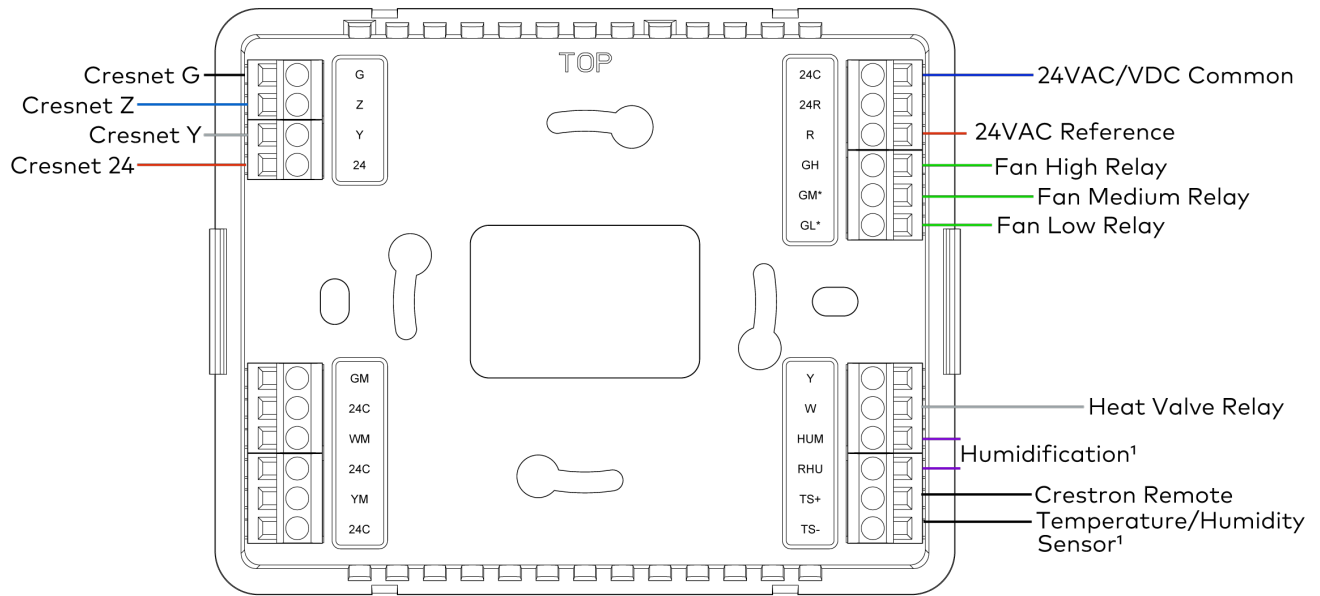 TOP
Cresnet G
Cresnet Z
Cresnet Y
Cresnet 24
G
Z
Y
24
24C
24R
R
GH
GM*
GL*
24VAC/VDC Common
24VAC Reference
Fan High Relay
Fan Medium Relay
Fan Low Relay
GM
24C
WM
24C
YM
24C
Y
W
HUM
RHU
TS+
TS-
Heat Valve Relay
Humidification¹
Crestron Remote
Temperature/Humidity
Sensor¹